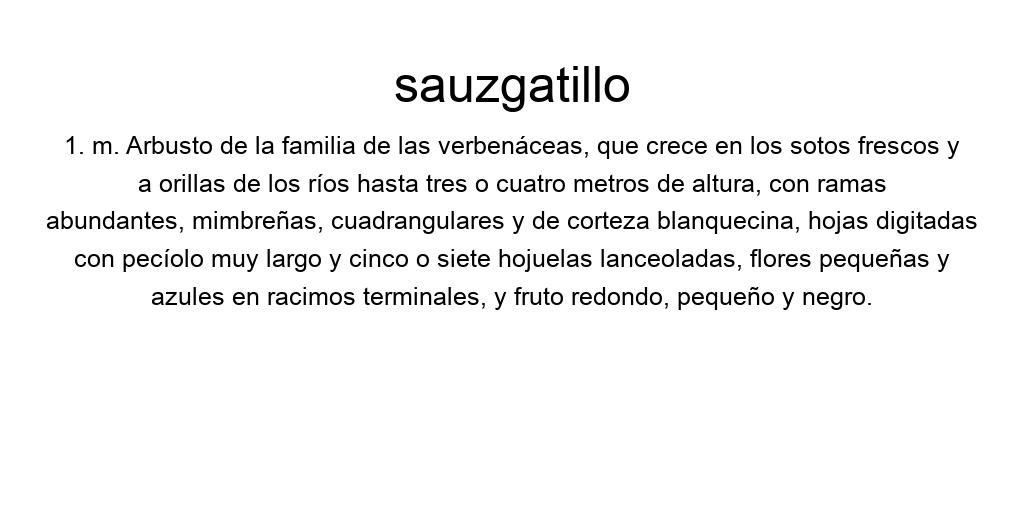 sauzgatillo
1. m. Arbusto de la familia de las verbenáceas, que crece en los sotos frescos y
a orillas de los ríos hasta tres o cuatro metros de altura, con ramas
abundantes, mimbreñas, cuadrangulares y de corteza blanquecina, hojas digitadas
con pecíolo muy largo y cinco o siete hojuelas lanceoladas, flores pequeñas y
azules en racimos terminales, y fruto redondo, pequeño y negro.